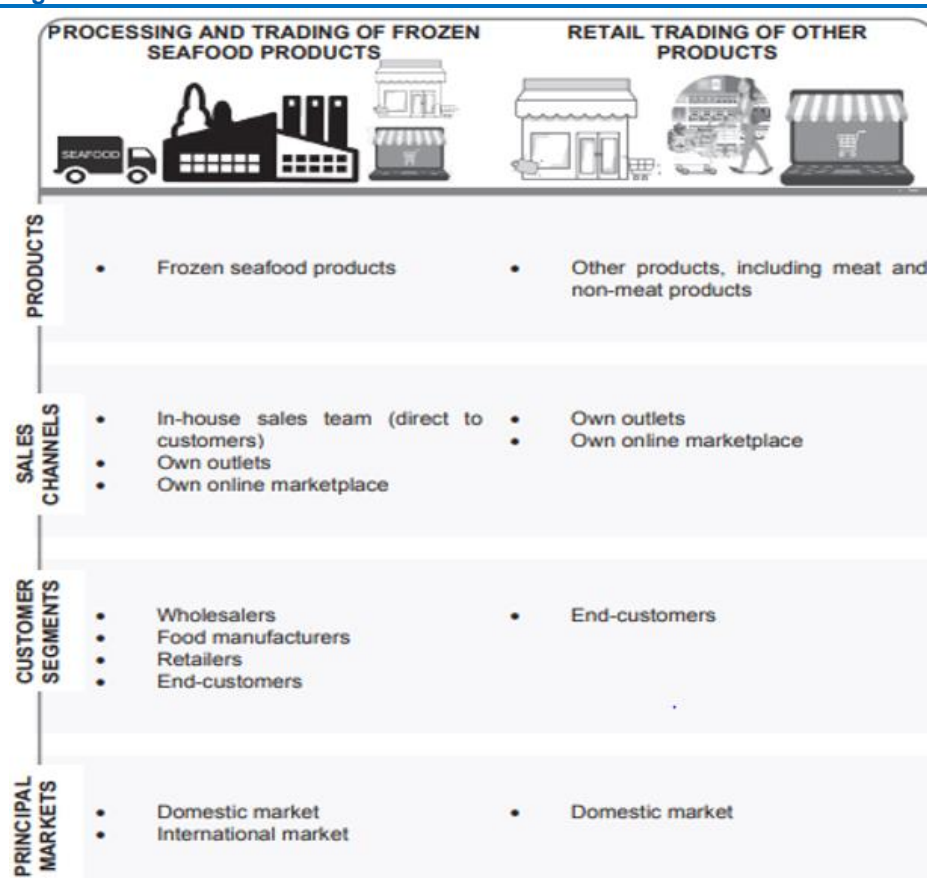 PROCESSING AND TRADING OF FROZEN
SEAFOOD PRODUCTS
RETAIL TRADING OF OTHER
PRODUCTS
SEAFOOD
PRODUCTS
• Frozen seafood products
• Other products, including meat and
non-meat products
SALES
CHANNELS
• In-house sales team (direct to
customers)
• Own outlets
• Own online marketplace
• Own outlets
• Own online marketplace
CUSTOMER
SEGMENTS
• Wholesalers
• Food manufacturers
• Retailers
• End-customers
• End-customers
PRINCIPAL
MARKETS
• Domestic market
• International market
• Domestic market